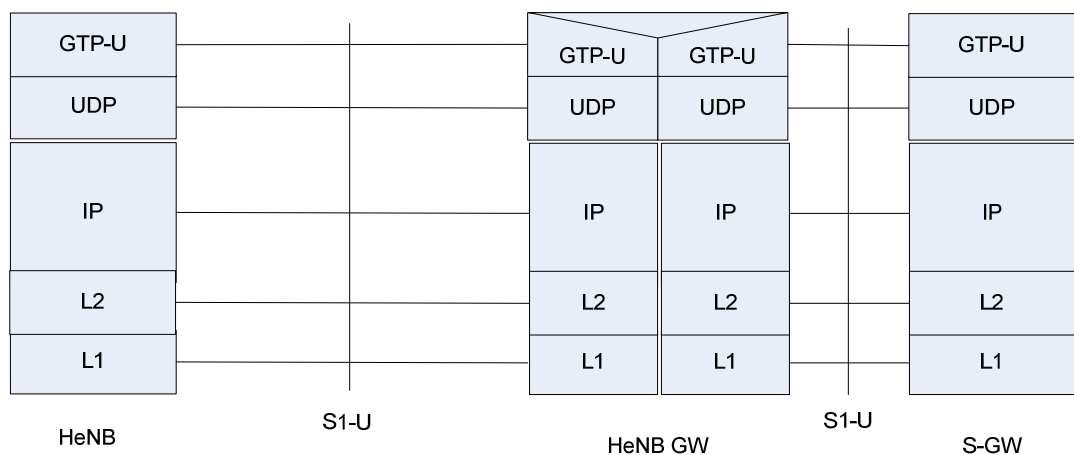 GTP-U GTP-U GTP-U GTP-U
UDP UDP UDP UDP
IP IP IP IP
L2 L2 L2 L2
L1 L1 L1 L1
S1-U S1-U
HeNB HeNB GW S-GW